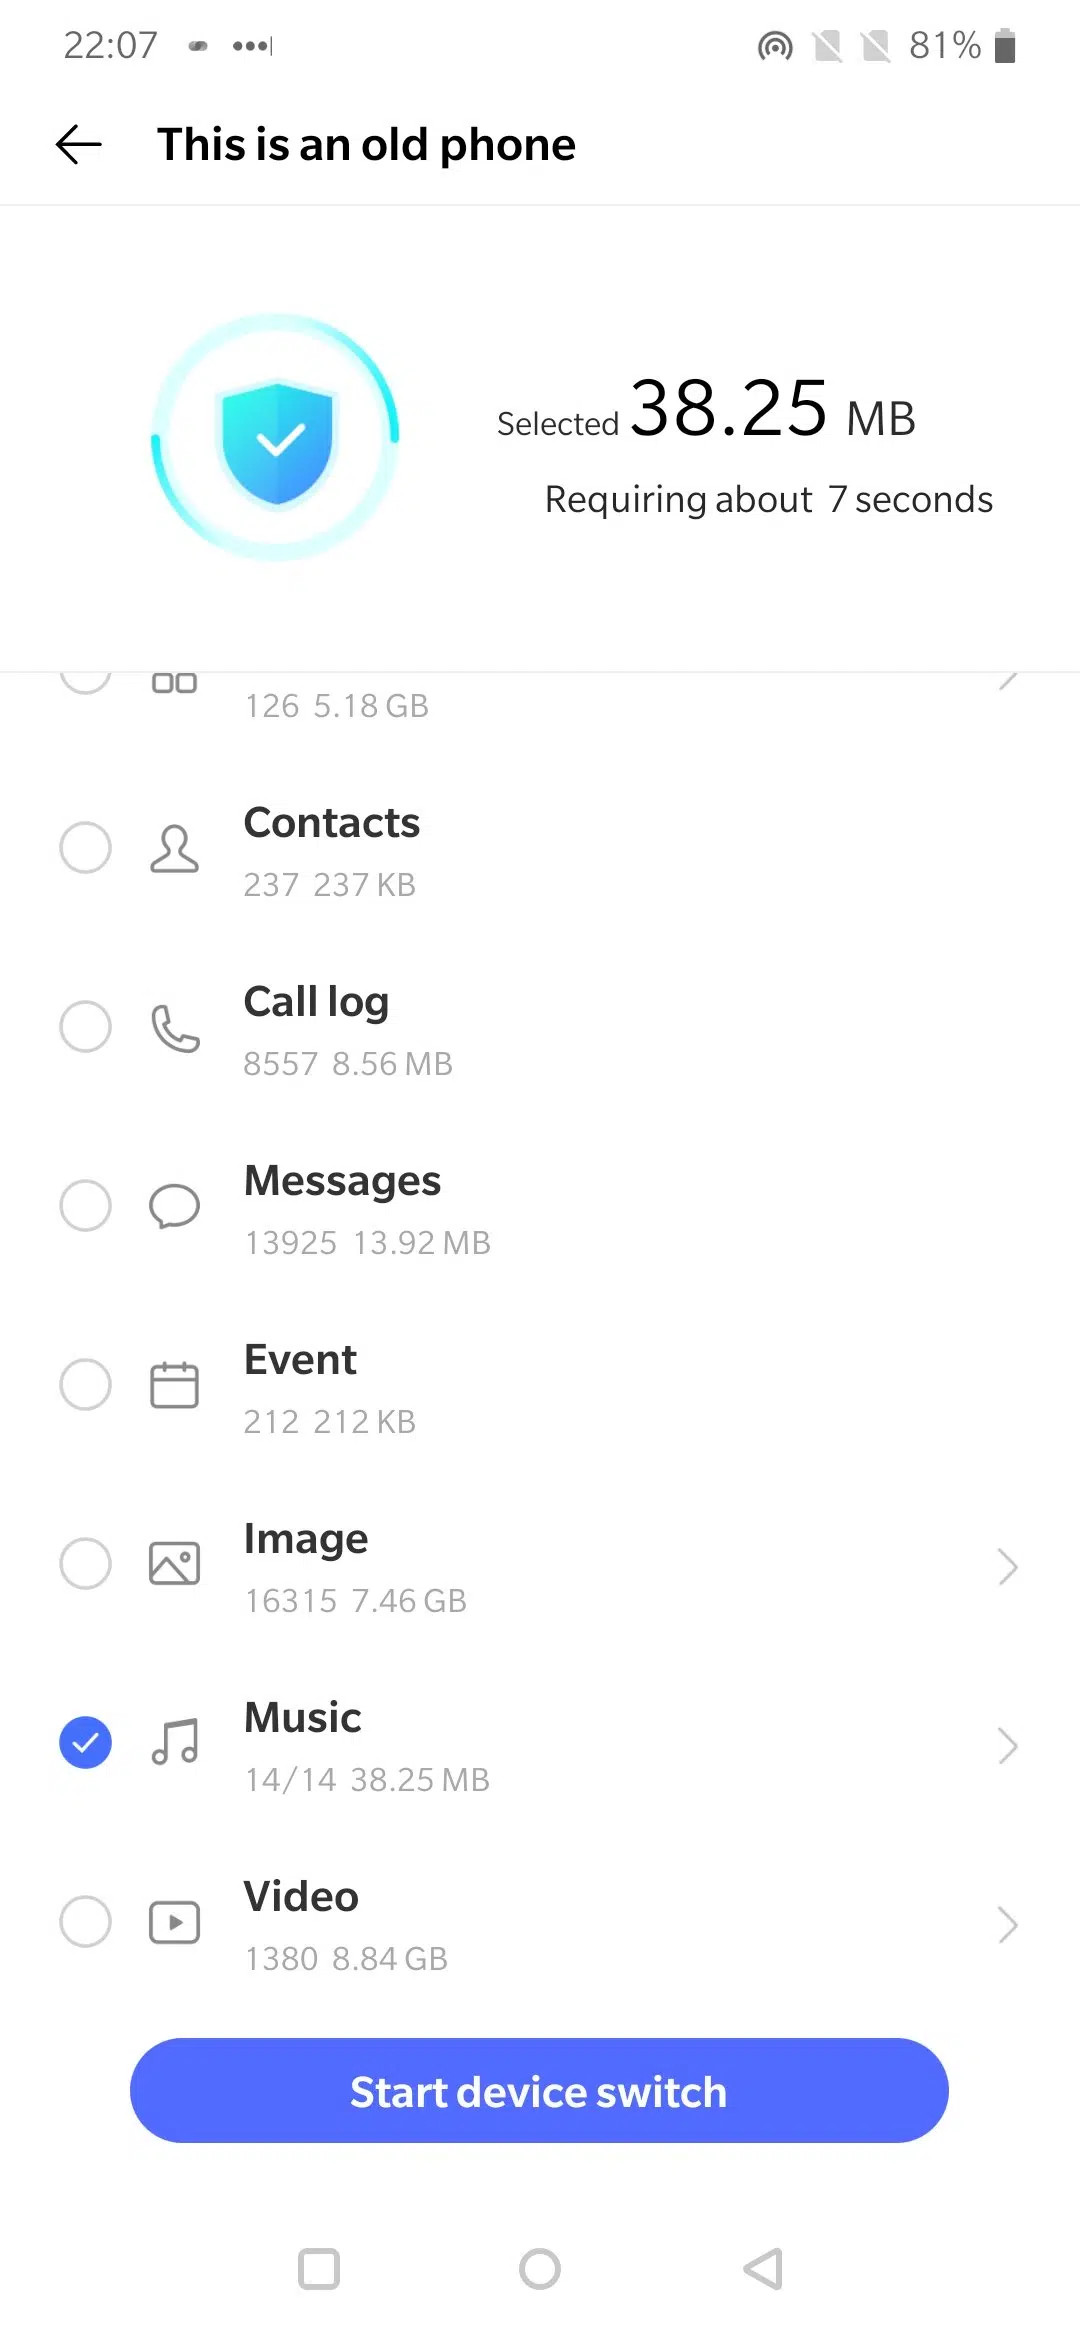 22:07
81%
This is an old phone
Selected 38.25 MB
Requiring about 7 seconds
126 5.18 GB
Contacts
237 237 KB
Call log
8557 8.56 MB
Messages
13925 13.92 MB
Event
212 212 KB
Image
16315 7.46 GB
Music
14/14 38.25 MB
Video
1380 8.84 GB
Start device switch